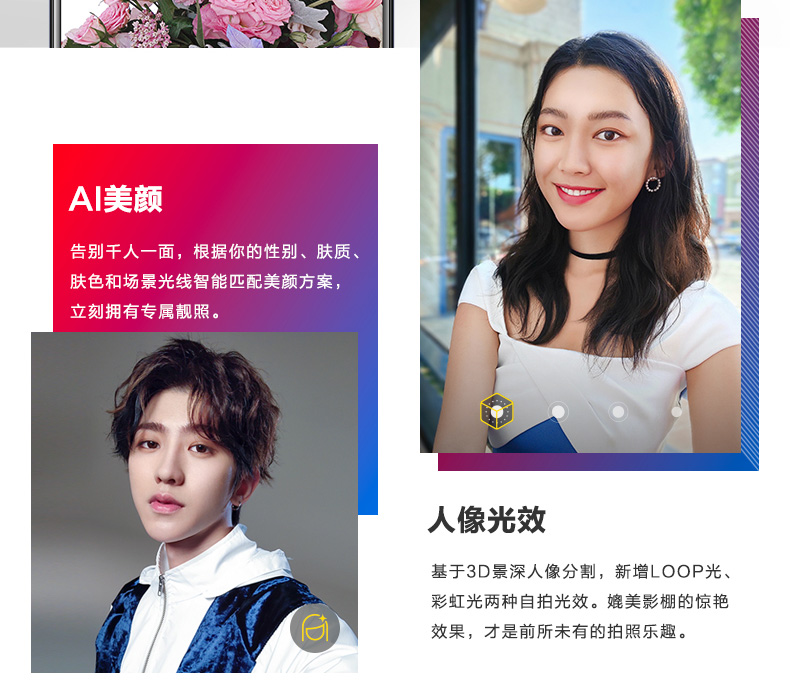 AI美颜
告别千人一面，根据你的性别、肤质、
肤色和场景光线智能匹配美颜方案，
立刻拥有专属靓照。
人像光效
基于3D景深人像分割，新增LOOP光、
彩虹光两种自拍光效。媲美影棚的惊艳
效果，才是前所未有的拍照乐趣。